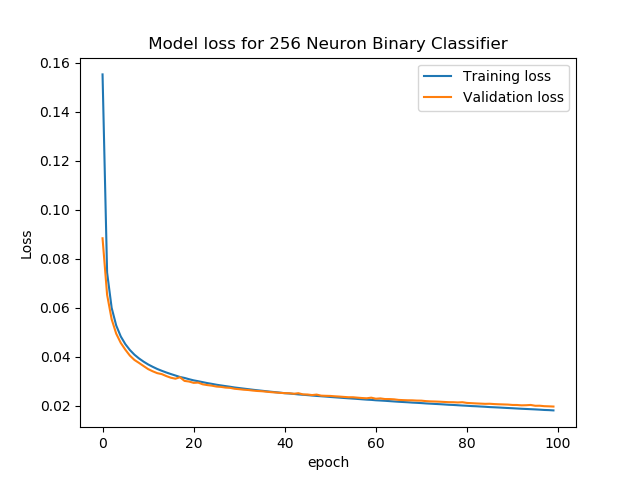 Model loss for 256 Neuron Binary Classifier
0.16
0.14
0.12
0.10
0.08
0.06
0.04
0.02
Loss
Training loss
Validation loss
0 20 40 60 80 100
epoch